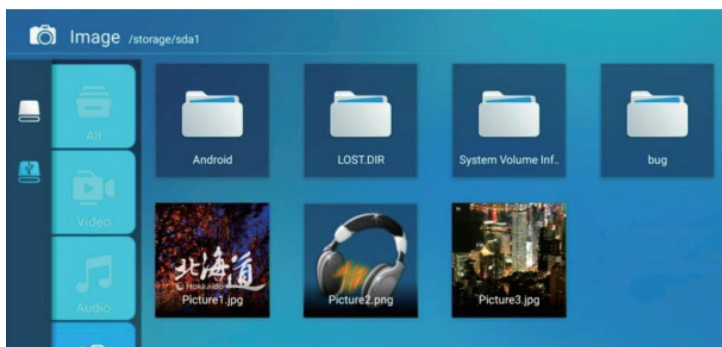 Image /storage/sda1
All
Video
Audio
Android
LOST.DIR
System Volume Inf..
bug
北海道
Hokkaido
Picture1.jpg
Picture2.png
Picture3.jpg